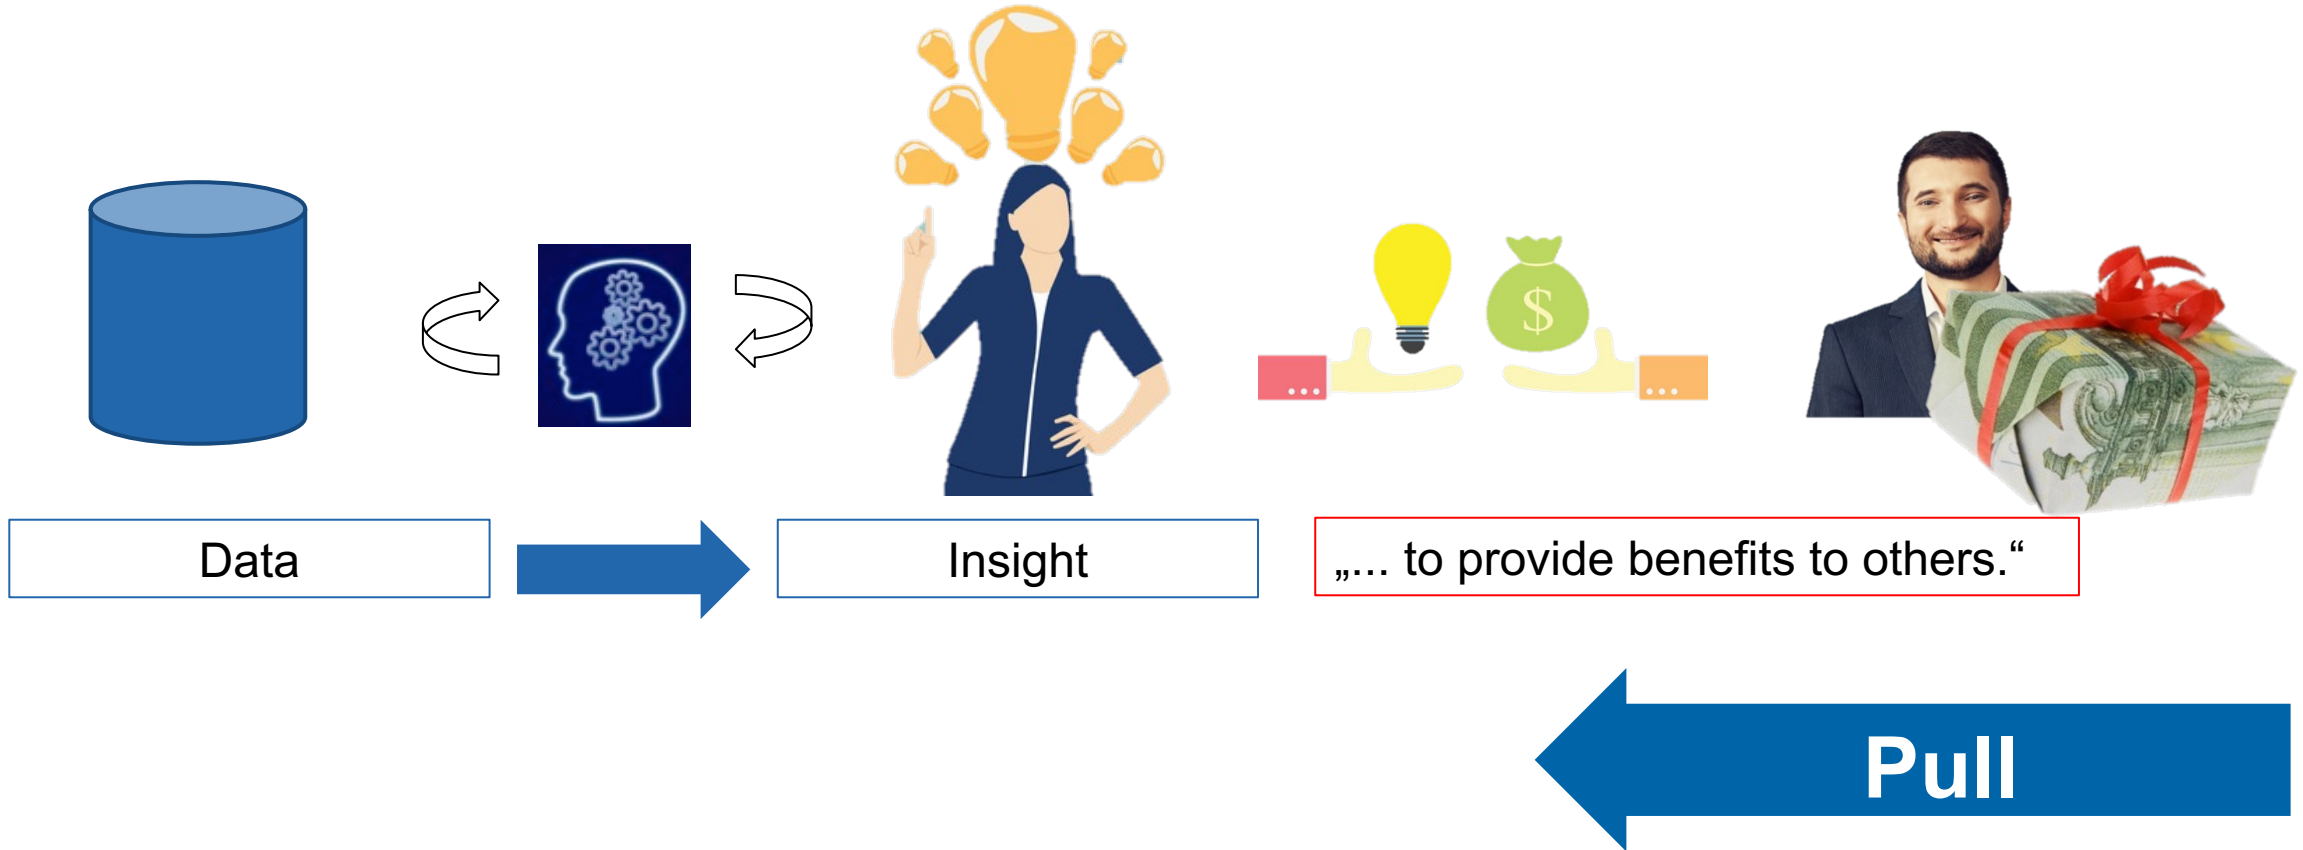 $
Data
Insight
„... to provide benefits to others.“
Pull